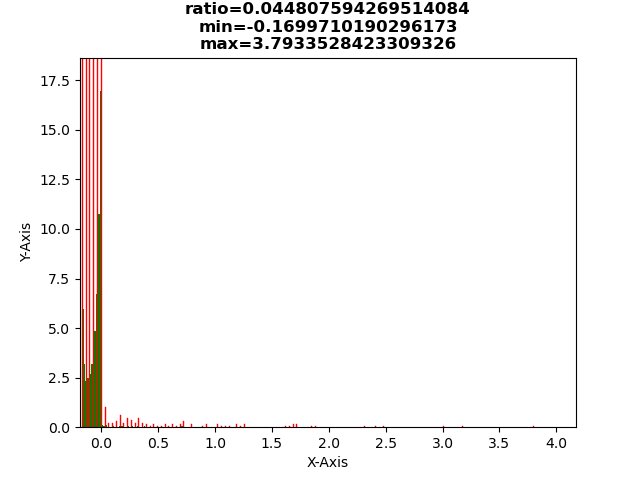 ratio=0.044807594269514084
min=-0.1699710190296173
max=3.7933528423309326
17.5
15.0
12.5
10.0
7.5
5.0
2.5
0.0
Y-Axis
0.0 0.5 1.0 1.5 2.0 2.5 3.0 3.5 4.0
X-Axis